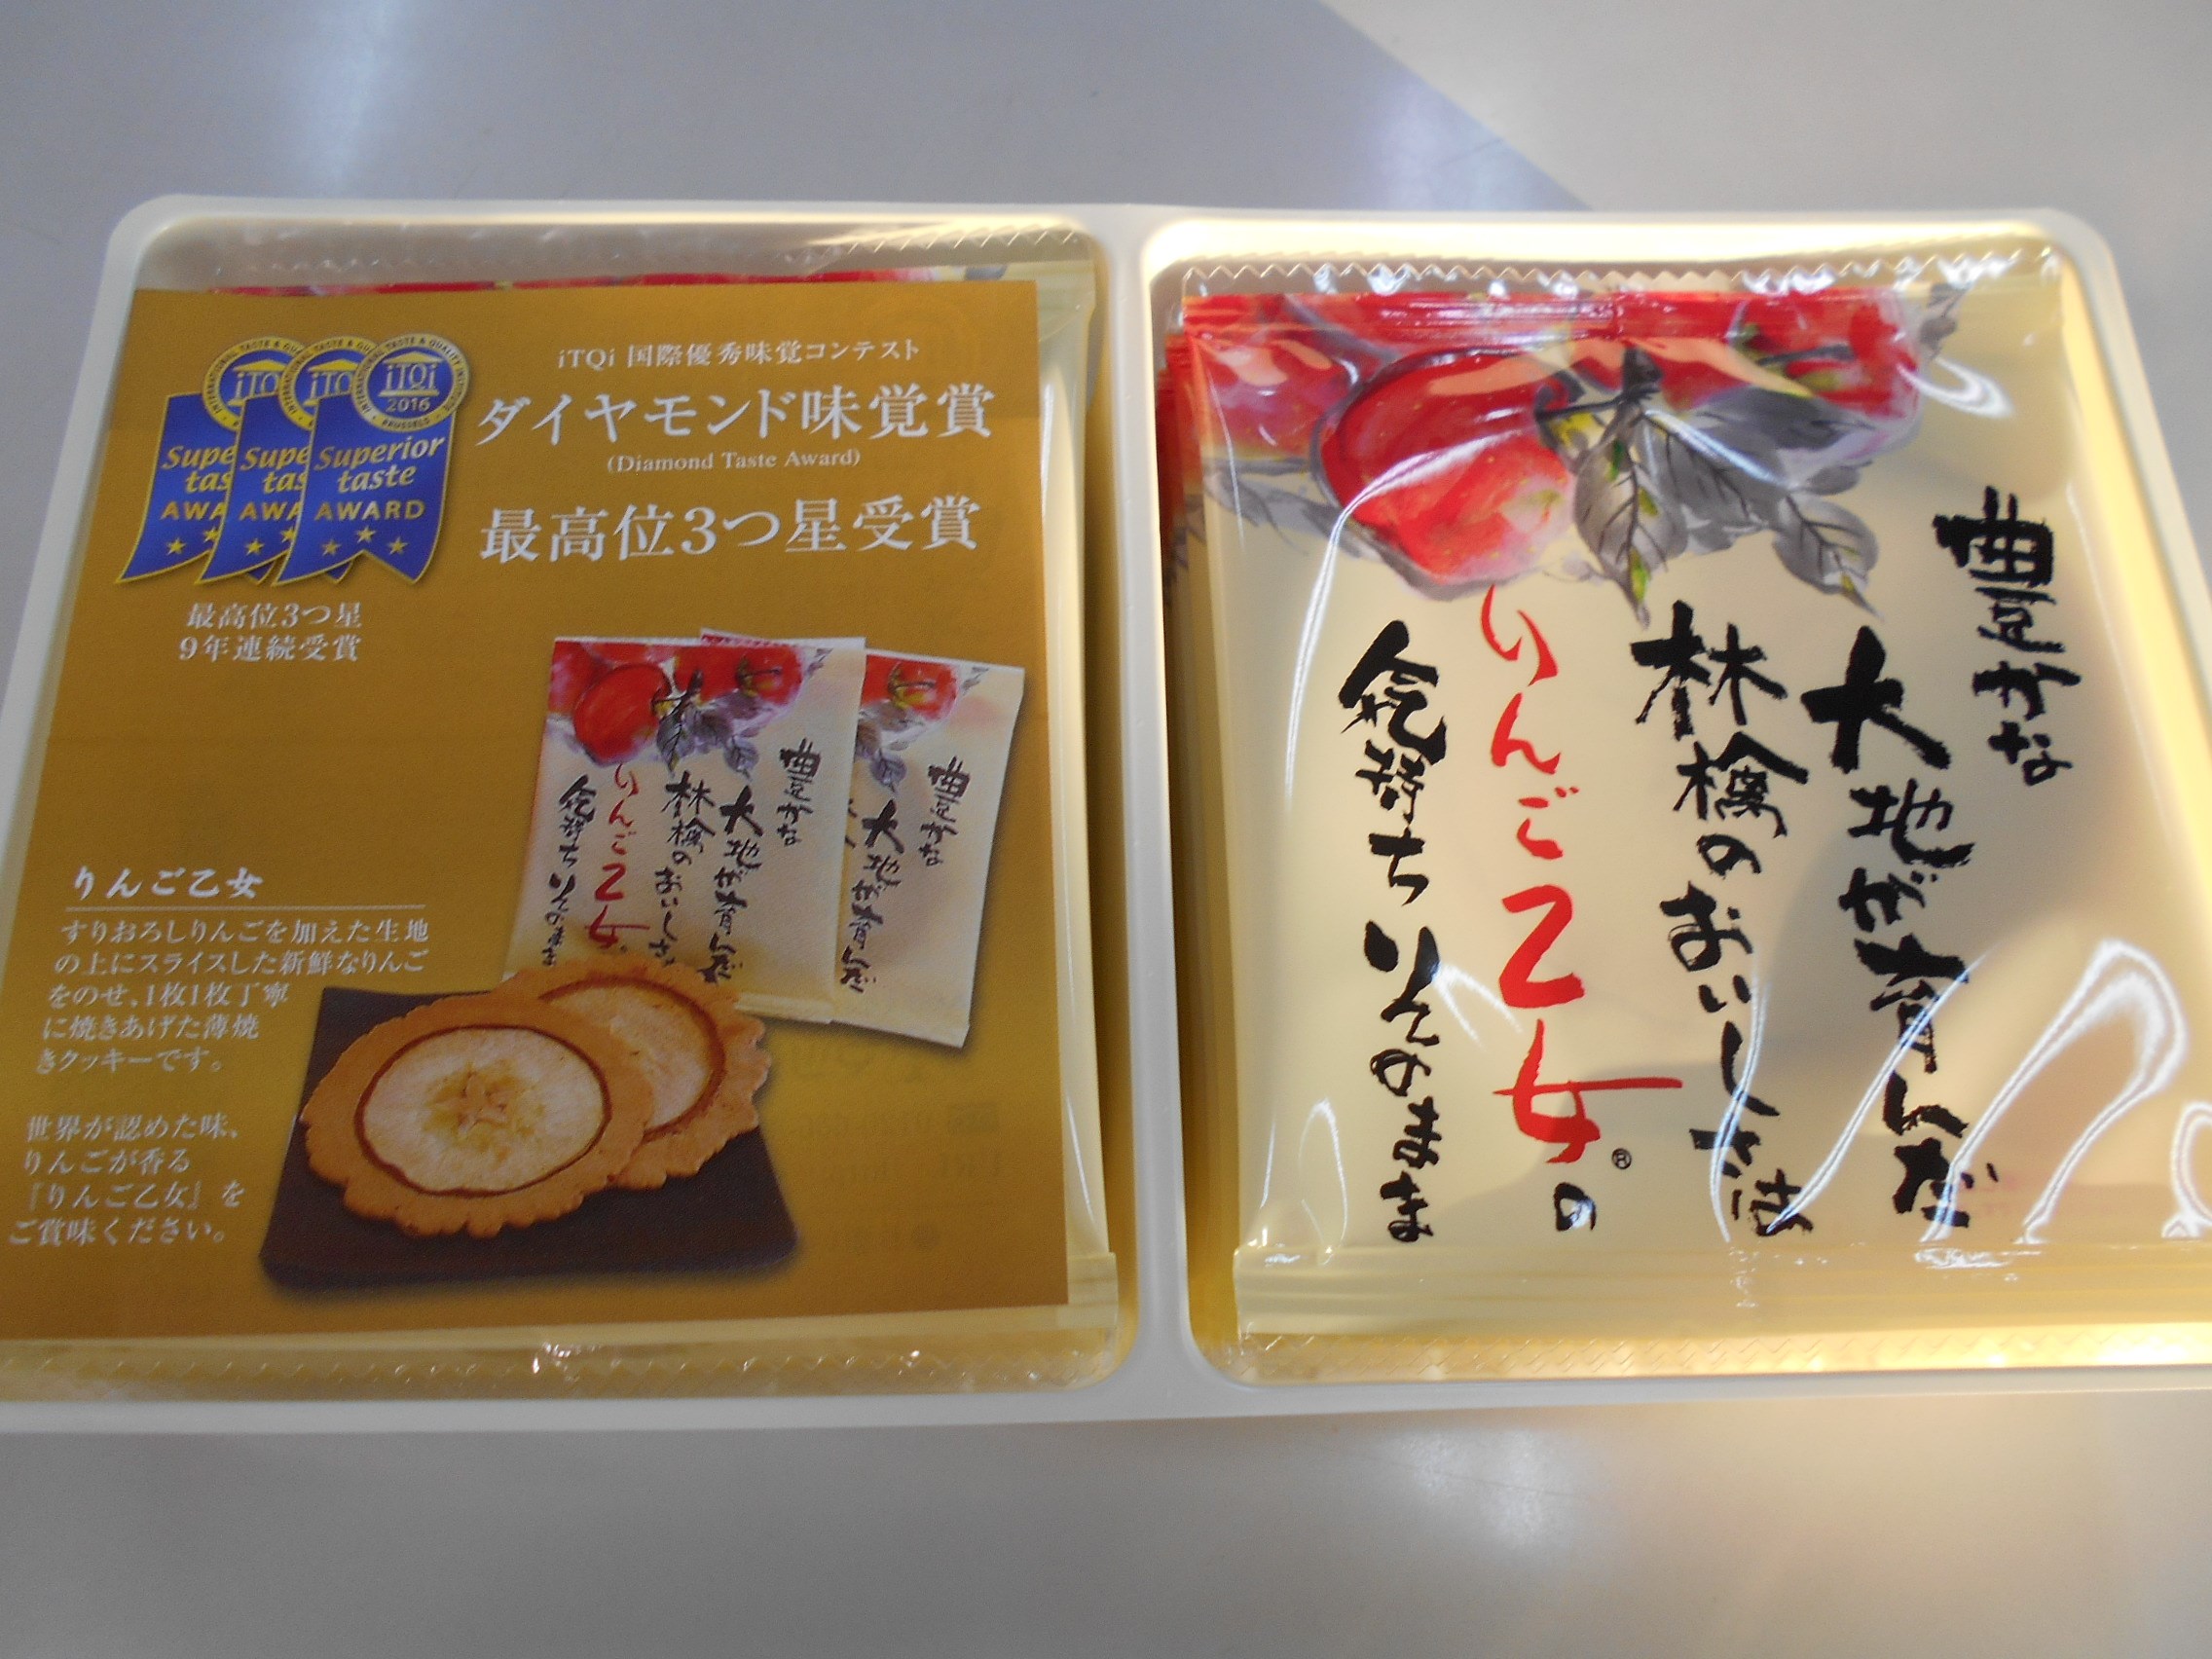 iTQi 国際優秀味覚コンテスト
ダイヤモンド味覚賞
(Diamond Taste Award)
最高位3つ星受賞
iTQi
2016
BRUSSELS
Superior
taste
AWARD
最高位3つ星
9年連続受賞
りんご乙女
すりおろしりんごを加えた生地
の上にスライスした新鮮なりんご
をのせ、1枚1枚丁寧
に焼きあげた薄焼
きクッキーです。
世界が認めた味、
りんごが香る
『りんご乙女』を
ご賞味ください。
豊かな
大地が育んだ
林檎のおいしさは
りんご乙女®の
気持ちそのまま